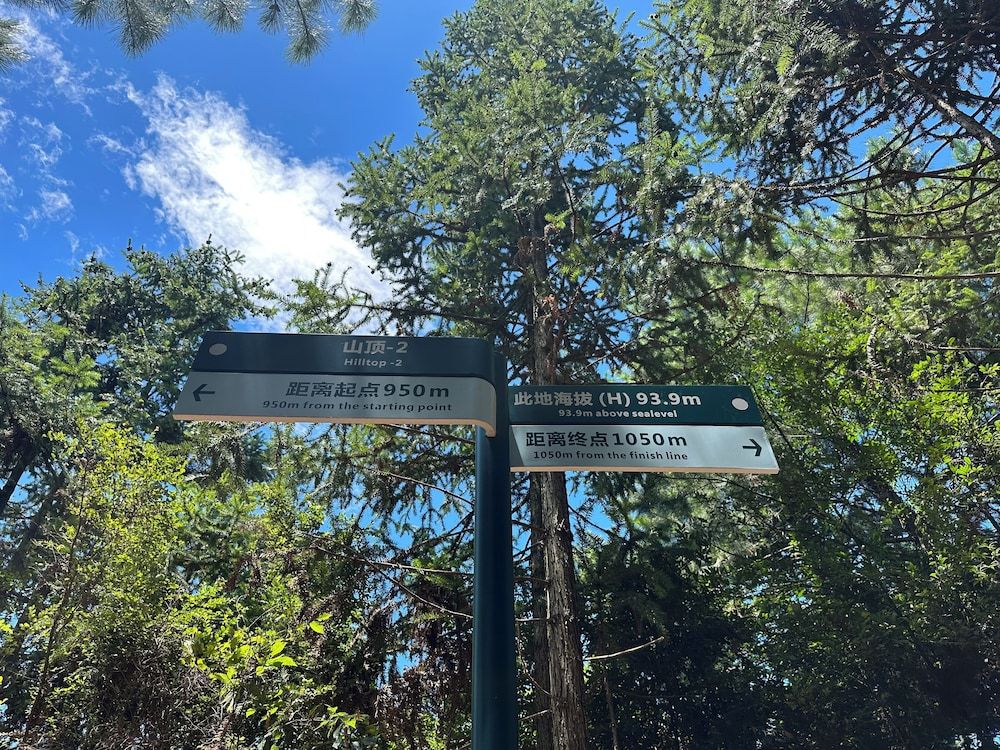 山顶-2
Hilltop -2
距离起点950m
950m from the starting point
此地海拔 (H) 93.9m
93.9m above sealevel
距离终点1050m
1050m from the finish line